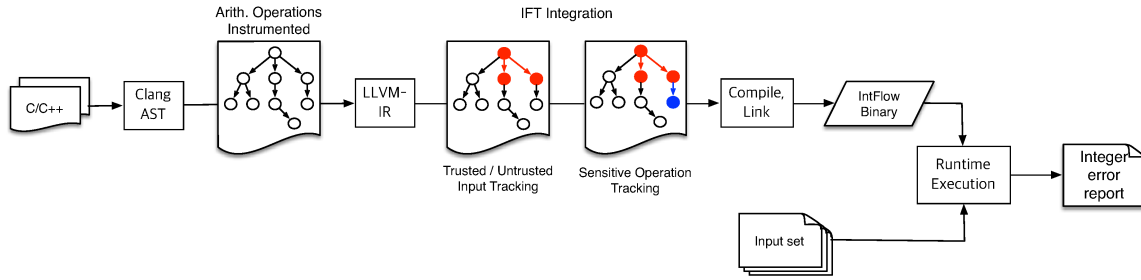 Arith. Operations
Instrumented
IFT Integration
C/C++
Clang
AST
LLVM-
IR
Compile,
Link
IntFlow
Binary
Trusted / Untrusted
Input Tracking
Sensitive Operation
Tracking
Runtime
Execution
Integer
error
report
Input set